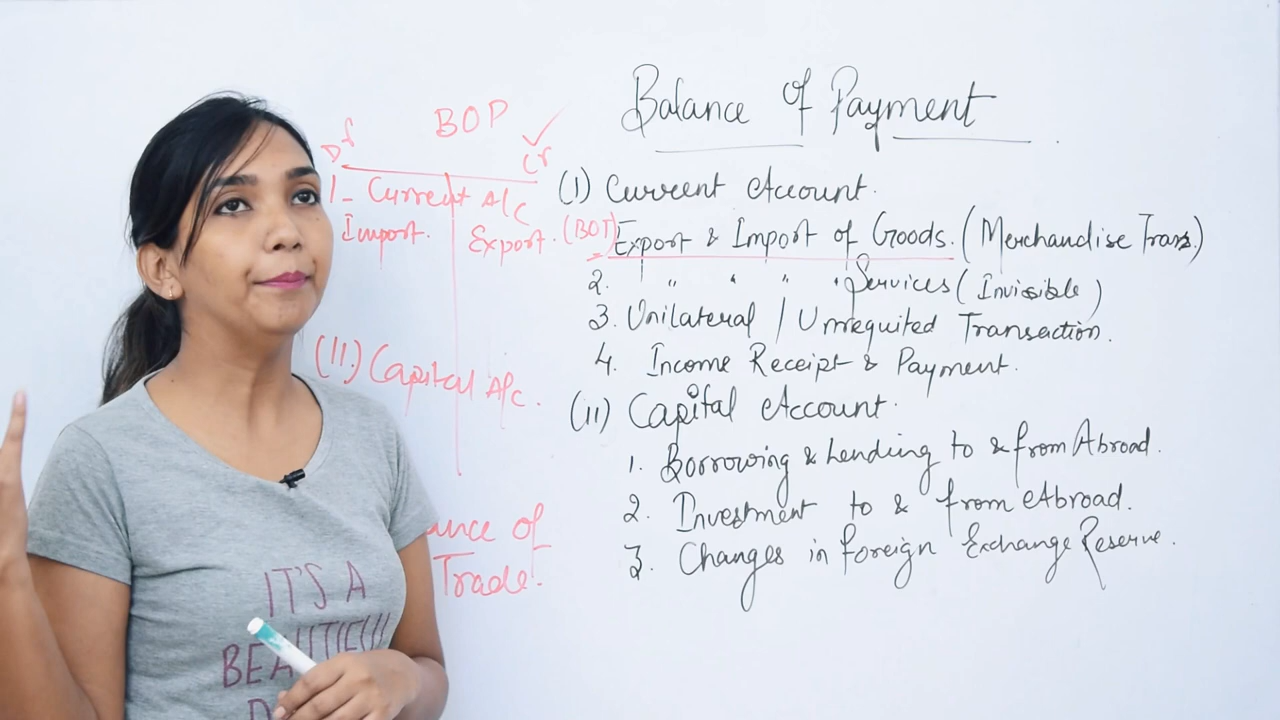 Balance of Payment
BOP
Dr
Cr
1- Current A/c
Import.
Export.
(II.) Capital A/c.
ance of
Trade.
(I) Current Account.
(BOT) Export & Import of Goods. (Merchandise Trans.)
2. " " " " Services (Invisible)
3. Unilateral / Unrequited Transaction.
4. Income Receipt & Payment.
(II) Capital Account.
1. Borrowing & Lending to & from Abroad.
2. Investment to & from Abroad.
3. Changes in foreign Exchange Reserve.
IT'S A
BEAUTIFUL